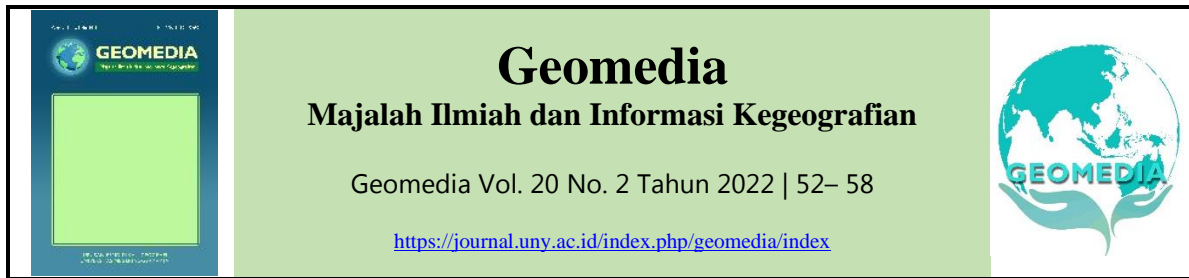 GEOMEDIA
Geomedia
Majalah Ilmiah dan Informasi Kegeografian
Geomedia Vol. 20 No. 2 Tahun 2022 | 52– 58
https://journal.uny.ac.id/index.php/geomedia/index
GEOMEDIA